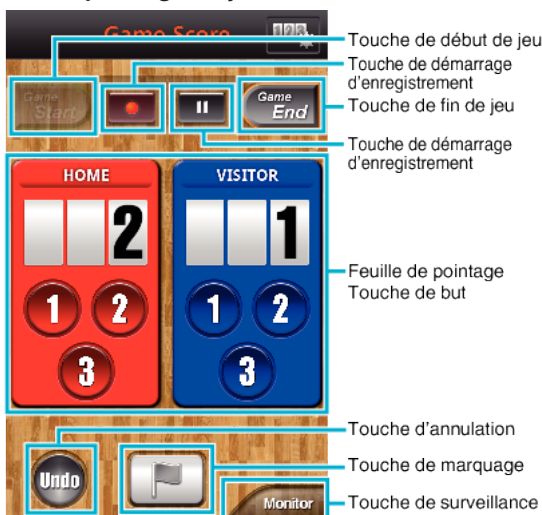 Game Score
123
Touche de début de jeu
Touche de démarrage
d'enregistrement
Game
Start
Game
End
Touche de fin de jeu
Touche de démarrage
d'enregistrement
HOME
VISITOR
2
1
1
2
1
2
3
3
Feuille de pointage
Touche de but
Touche d'annulation
Undo
Touche de marquage
Monitor
Touche de surveillance